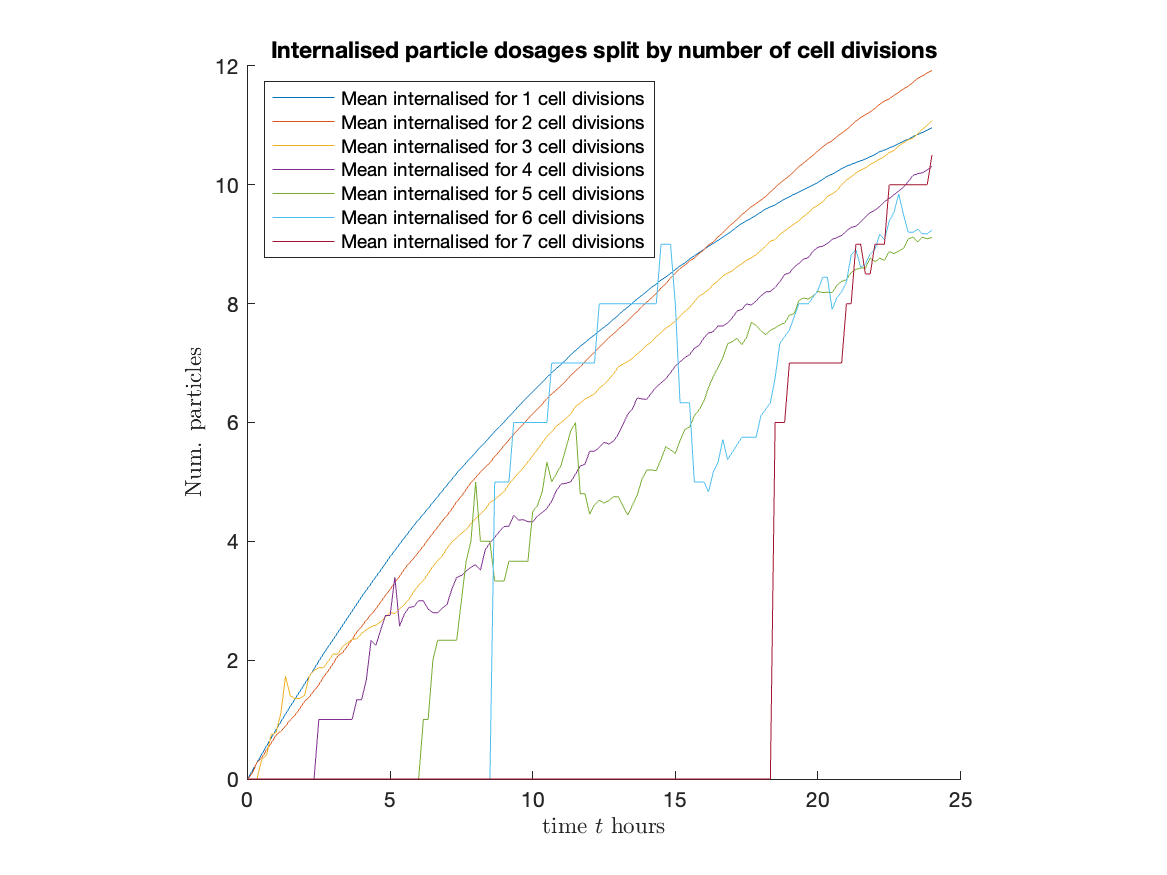 Internalised particle dosages split by number of cell divisions
12
Mean internalised for 1 cell divisions
Mean internalised for 2 cell divisions
Mean internalised for 3 cell divisions
Mean internalised for 4 cell divisions
Mean internalised for 5 cell divisions
Mean internalised for 6 cell divisions
Mean internalised for 7 cell divisions
10
8
6
4
2
0
Num. particles
0 5 10 15 20 25
time t hours